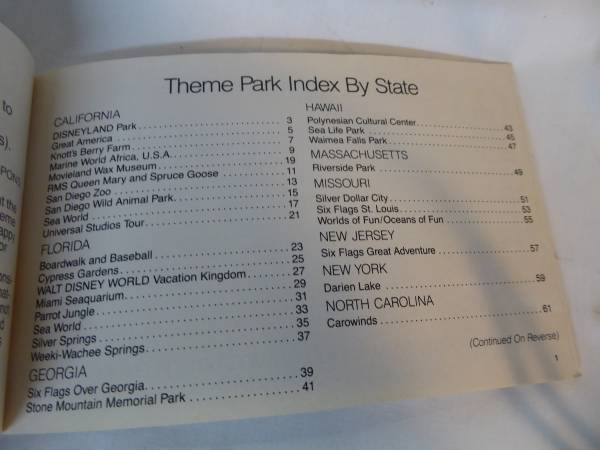 to
s).
Theme Park Index By State
CALIFORNIA
DISNEYLAND Park 3
Great America 5
Knott's Berry Farm 7
Marine World Africa, U.S.A. 9
Movieland Wax Museum 19
RMS Queen Mary and Spruce Goose 11
San Diego Zoo 13
San Diego Wild Animal Park 15
Sea World 17
Universal Studios Tour 21
FLORIDA
Boardwalk and Baseball 23
Cypress Gardens 25
WALT DISNEY WORLD Vacation Kingdom 27
Miami Seaquarium 29
Parrot Jungle 31
Sea World 33
Silver Springs 35
Weeki-Wachee Springs 37
GEORGIA
Six Flags Over Georgia 39
Stone Mountain Memorial Park 41
HAWAII
Polynesian Cultural Center 43
Sea Life Park 45
Waimea Falls Park 47
MASSACHUSETTS
Riverside Park 49
MISSOURI
Silver Dollar City 51
Six Flags St. Louis 53
Worlds of Fun/Oceans of Fun 55
NEW JERSEY
Six Flags Great Adventure 57
NEW YORK
Darien Lake 59
NORTH CAROLINA
Carowinds 61
(Continued On Reverse)
1